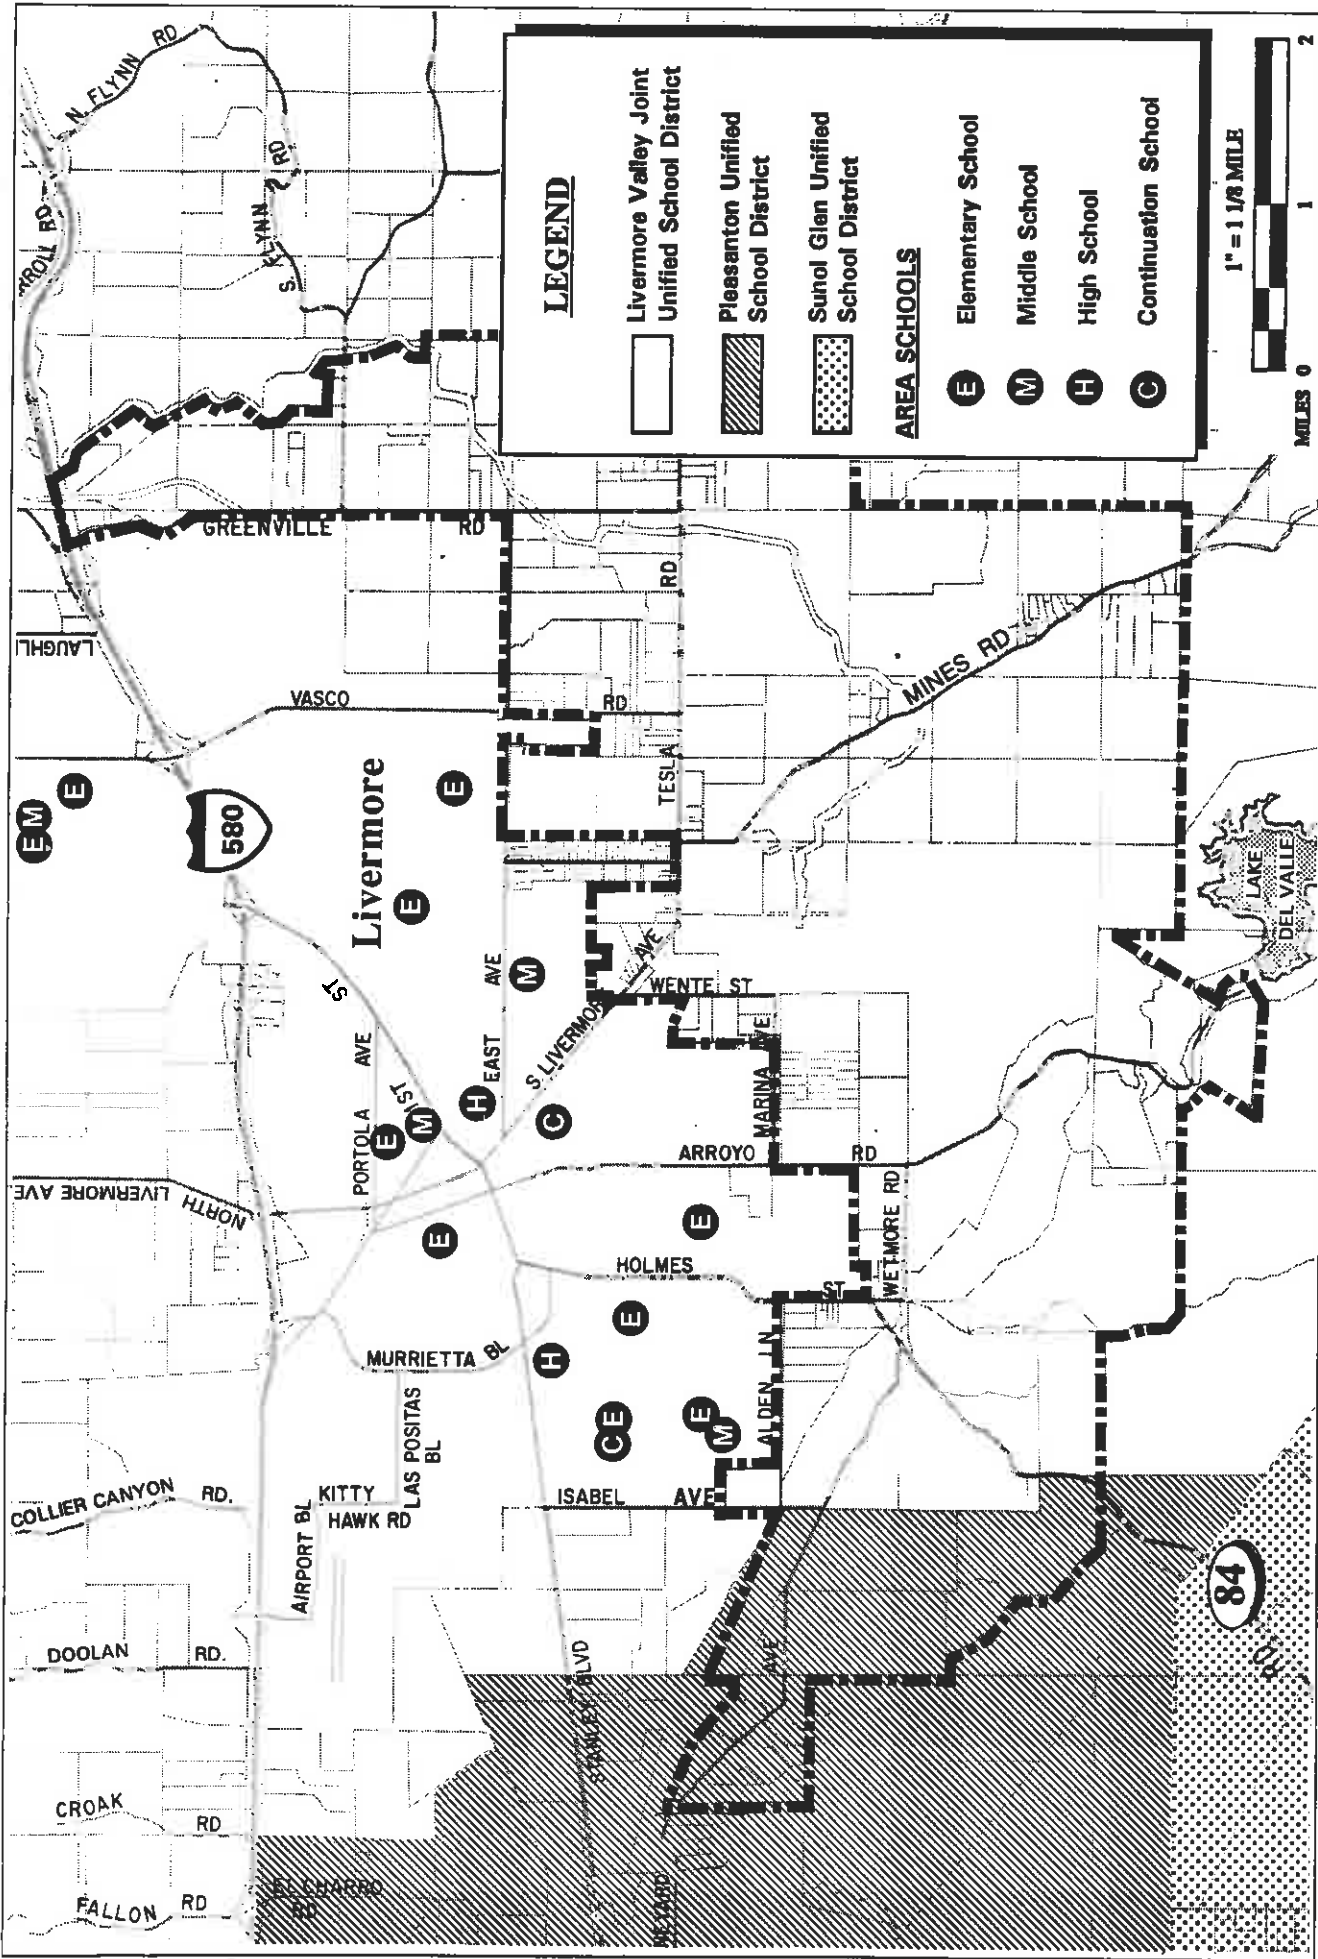 RROLL RD
N FLYNN RD
S. FLYNN RD.
LAUGHLI
GREENVILLE RD
VASCO RD
580
Livermore
E
M
E
E
E
M
1ST ST
PORTOLA AVE
EAST AVE
S LIVERMORE AVE
TESLA RD
MINES RD
WENTE ST
MARINA AVE
E
M
H
C
NORTH LIVERMORE AVE
ARROYO RD
WETMORE RD
E
E
HOLMES ST
E
H
MURRIETTA BL
C
E
E
M
ALDEN LN
LAS POSITAS BL
KITTY HAWK RD
AIRPORT BL
ISABEL AVE
COLLIER CANYON RD.
DOOLAN RD.
CROAK RD
FALLON RD
EL CHARRO RD
STANLEY BLVD
AVE
84
LAKE DEL VALLE
LEGEND
Livermore Valley Joint
Unified School District
Pleasanton Unified
School District
Sunol Glen Unified
School District
AREA SCHOOLS
E Elementary School
M Middle School
H High School
C Continuation School
1" = 1 1/8 MILE
MILES 0 1 2